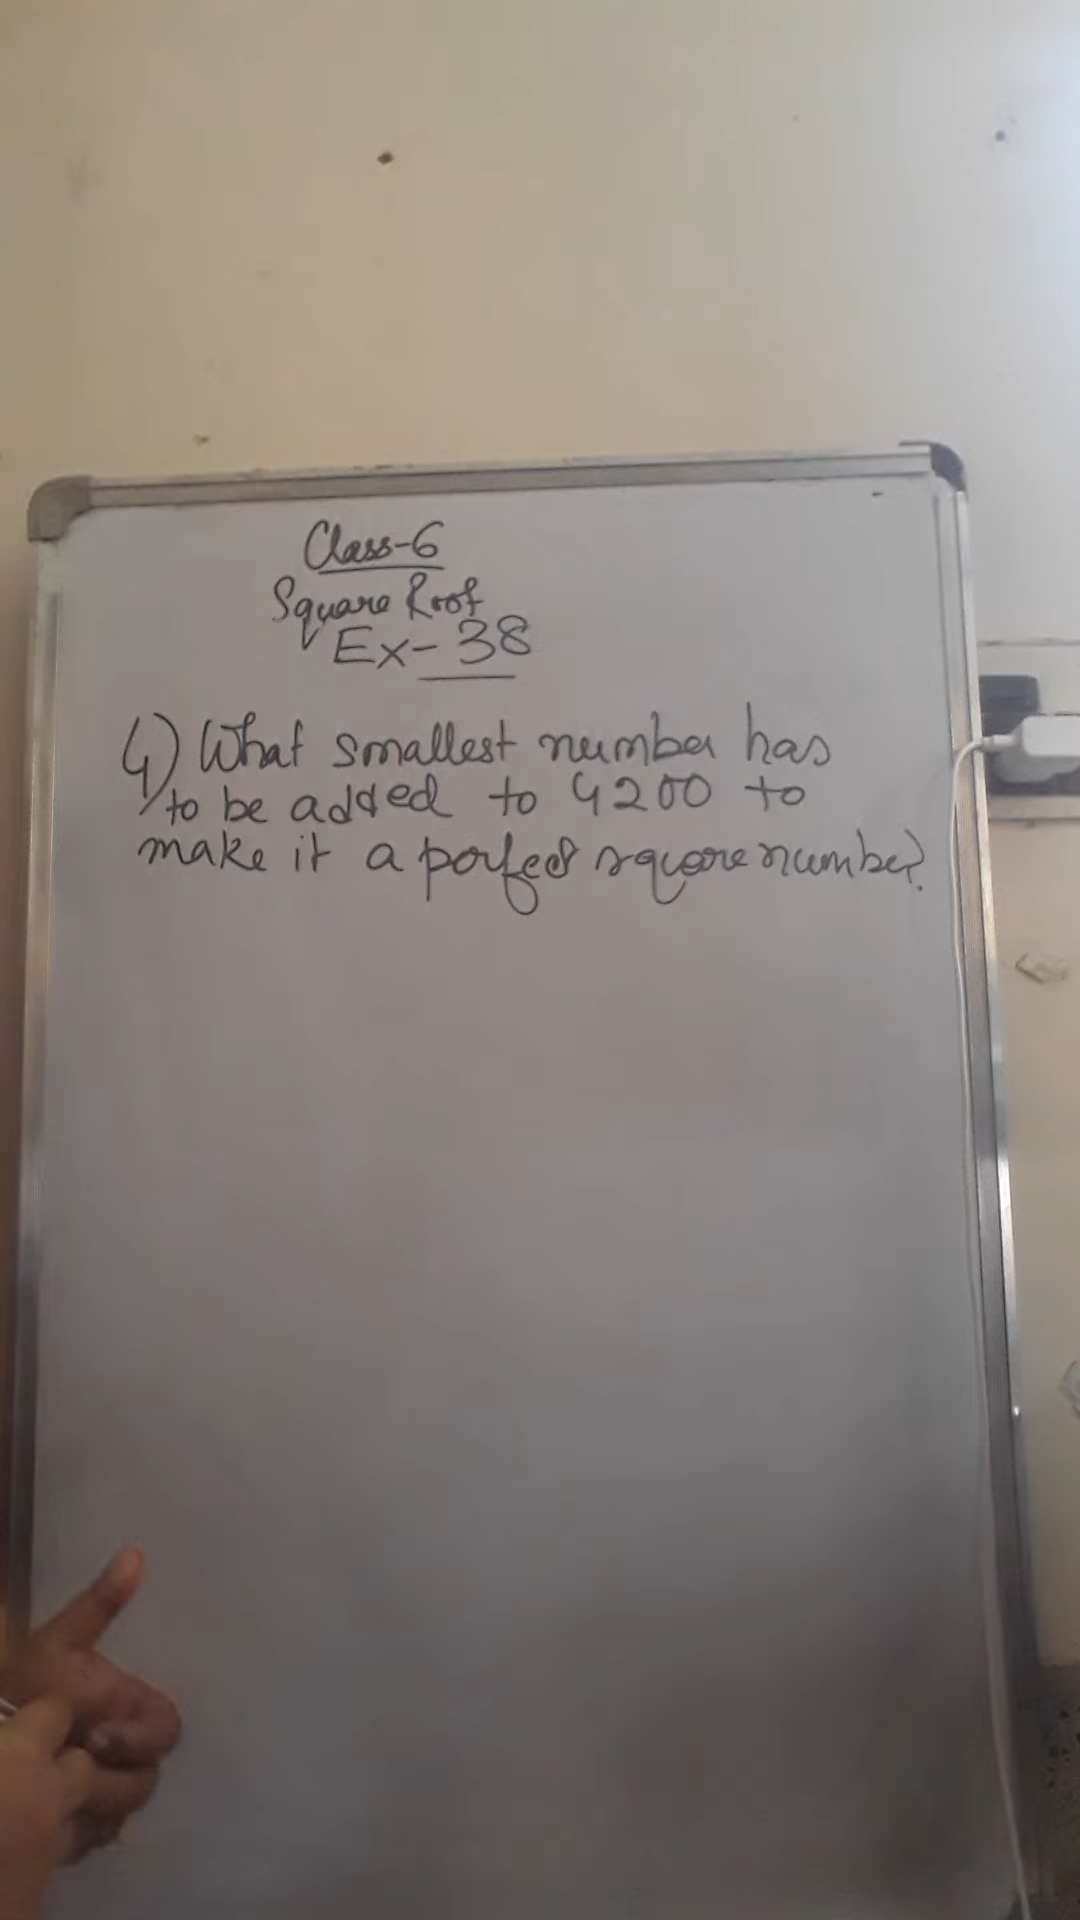 Class-6
Square Root
Ex-38
4) What smallest number has
to be added to 4200 to
make it a perfect square number?